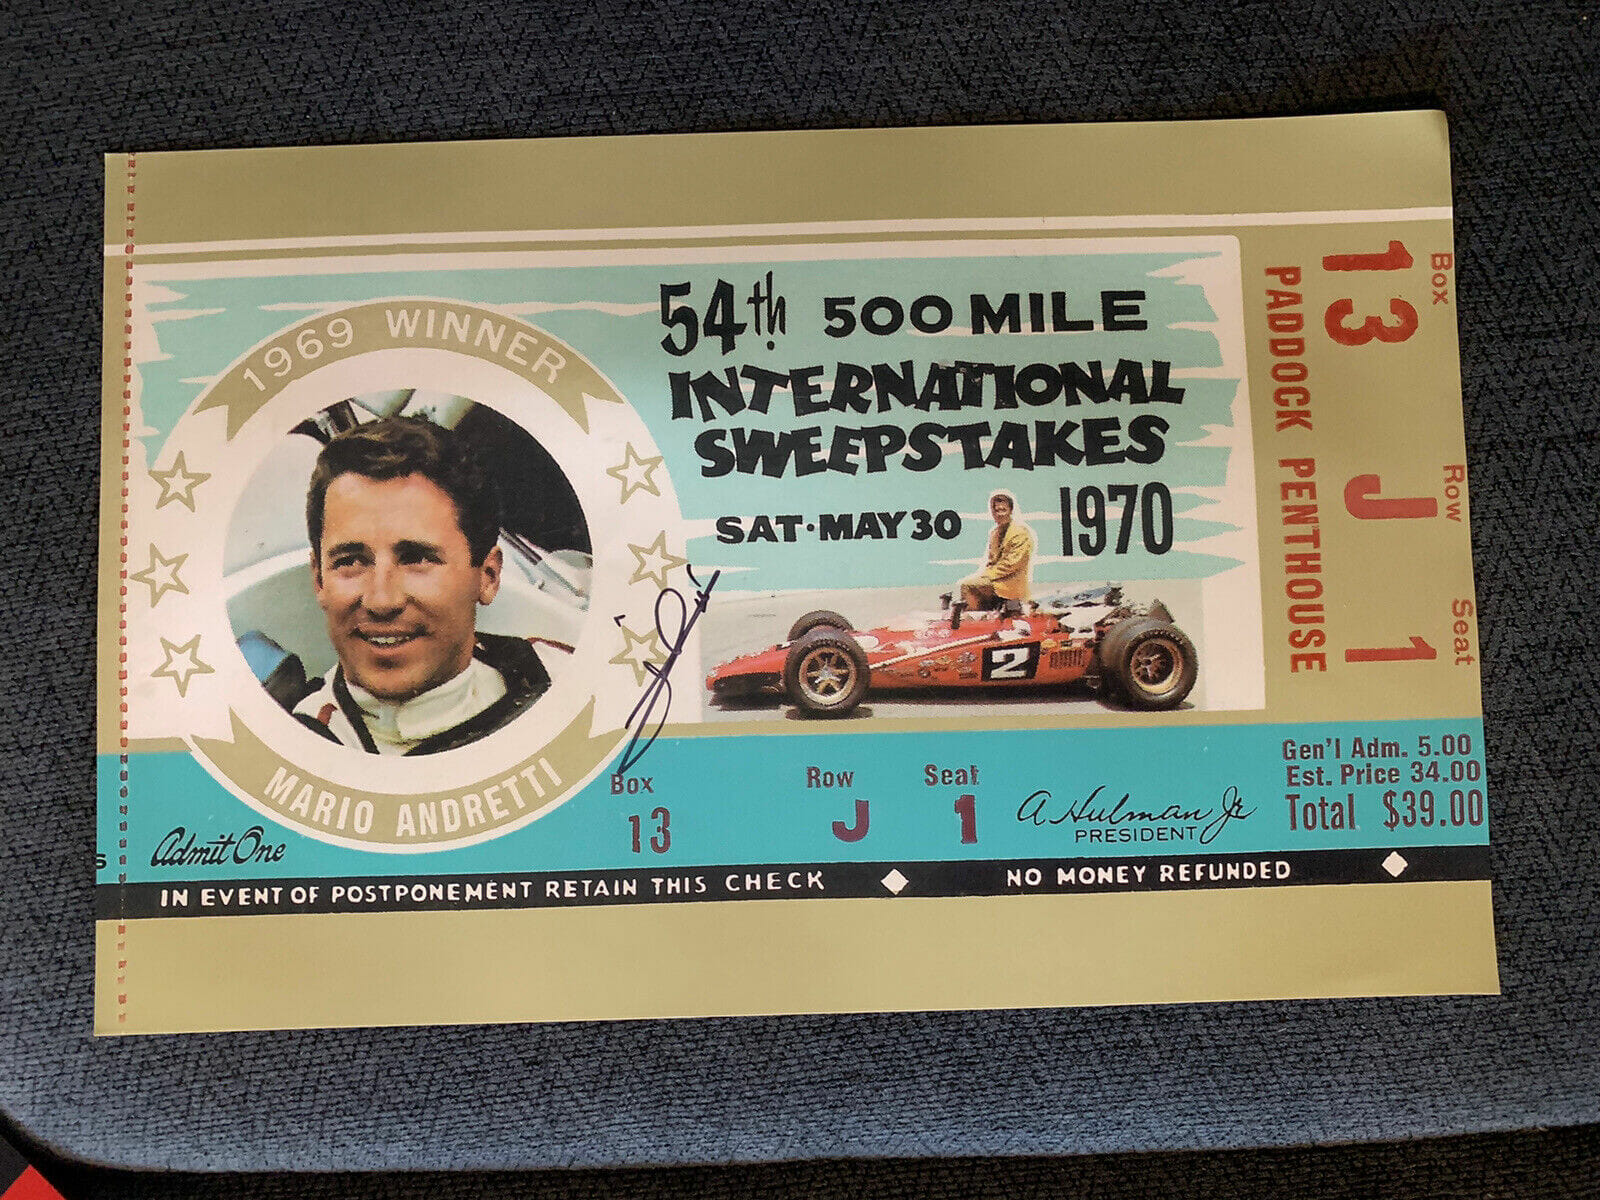 1969 WINNER
54th 500 MILE
INTERNATIONAL
SWEEPSTAKES
SAT·MAY 30 1970
2
MARIO ANDRETTI
Admit One
Box Row Seat
13 J 1
A Hulman Jr
PRESIDENT
Gen'l Adm. 5.00
Est. Price 34.00
Total $39.00
S
IN EVENT OF POSTPONEMENT RETAIN THIS CHECK
NO MONEY REFUNDED
Box Row Seat
13 J 1
PADDOCK PENTHOUSE